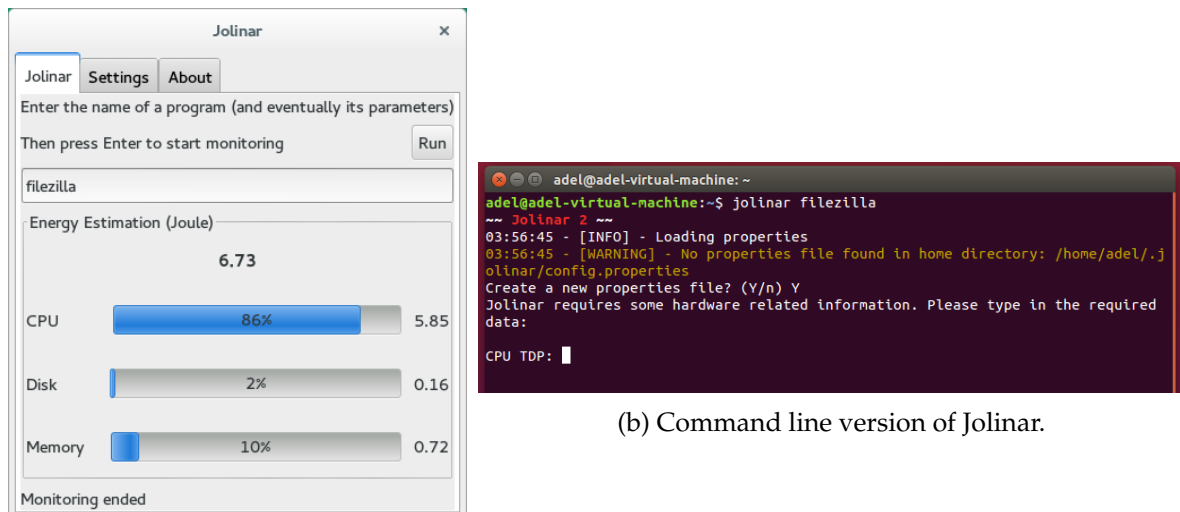 Jolinar ×
Jolinar Settings About
Enter the name of a program (and eventually its parameters)
Then press Enter to start monitoring Run
filezilla
Energy Estimation (Joule)
6.73
CPU 86% 5.85
Disk 2% 0.16
Memory 10% 0.72
Monitoring ended
adel@adel-virtual-machine: ~
adel@adel-virtual-machine:~$ jolinar filezilla
~~ Jolinar 2 ~~
03:56:45 - [INFO] - Loading properties
03:56:45 - [WARNING] - No properties file found in home directory: /home/adel/.j
olinar/config.properties
Create a new properties file? (Y/n) Y
Jolinar requires some hardware related information. Please type in the required
data:
CPU TDP:
(b) Command line version of Jolinar.